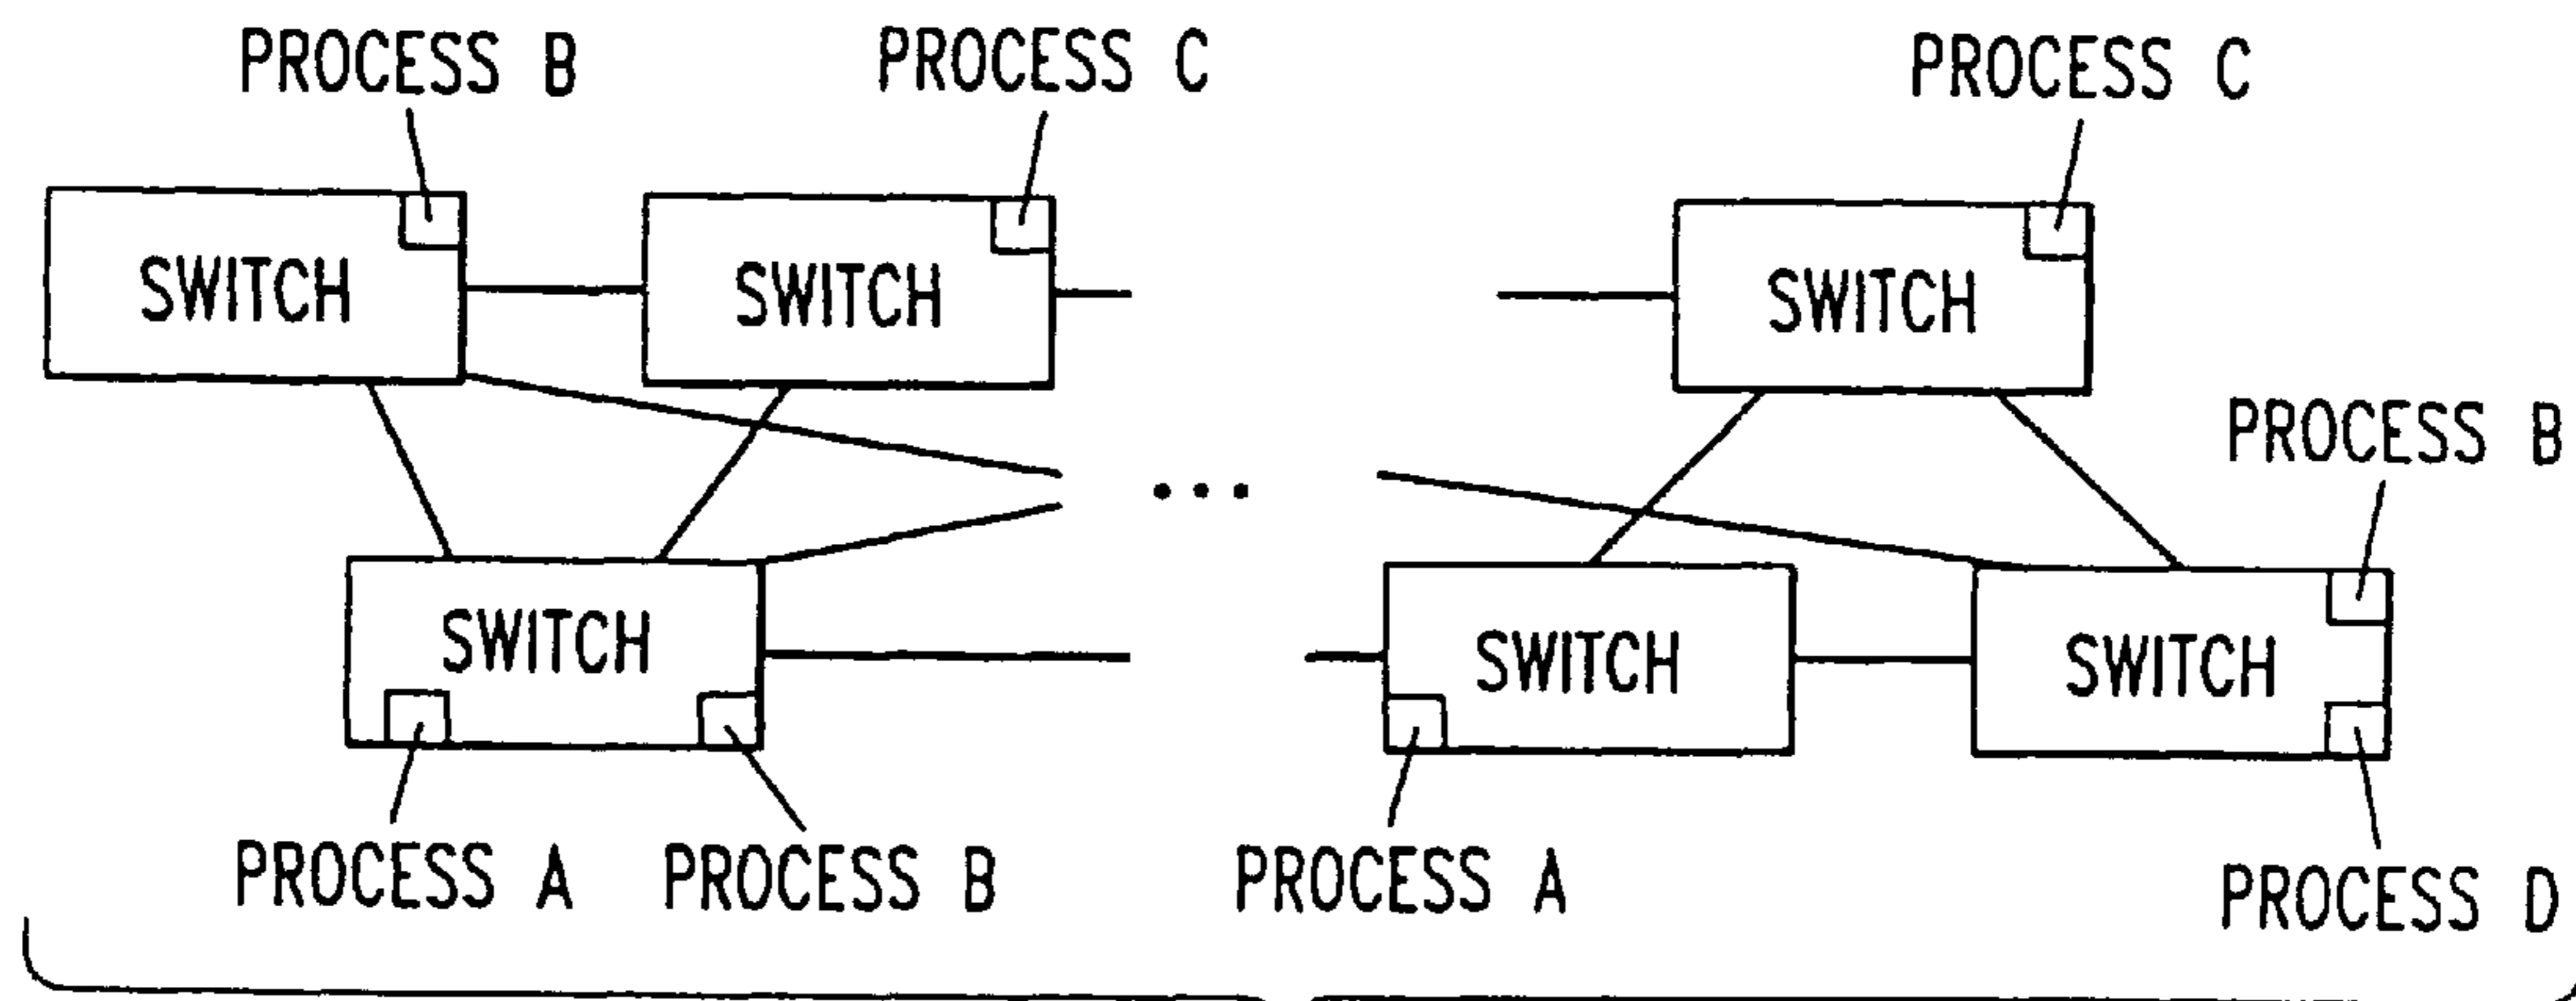 PROCESS B
PROCESS C
PROCESS C
SWITCH
SWITCH
SWITCH
PROCESS B
. . .
SWITCH
SWITCH
SWITCH
PROCESS A
PROCESS B
PROCESS A
PROCESS D